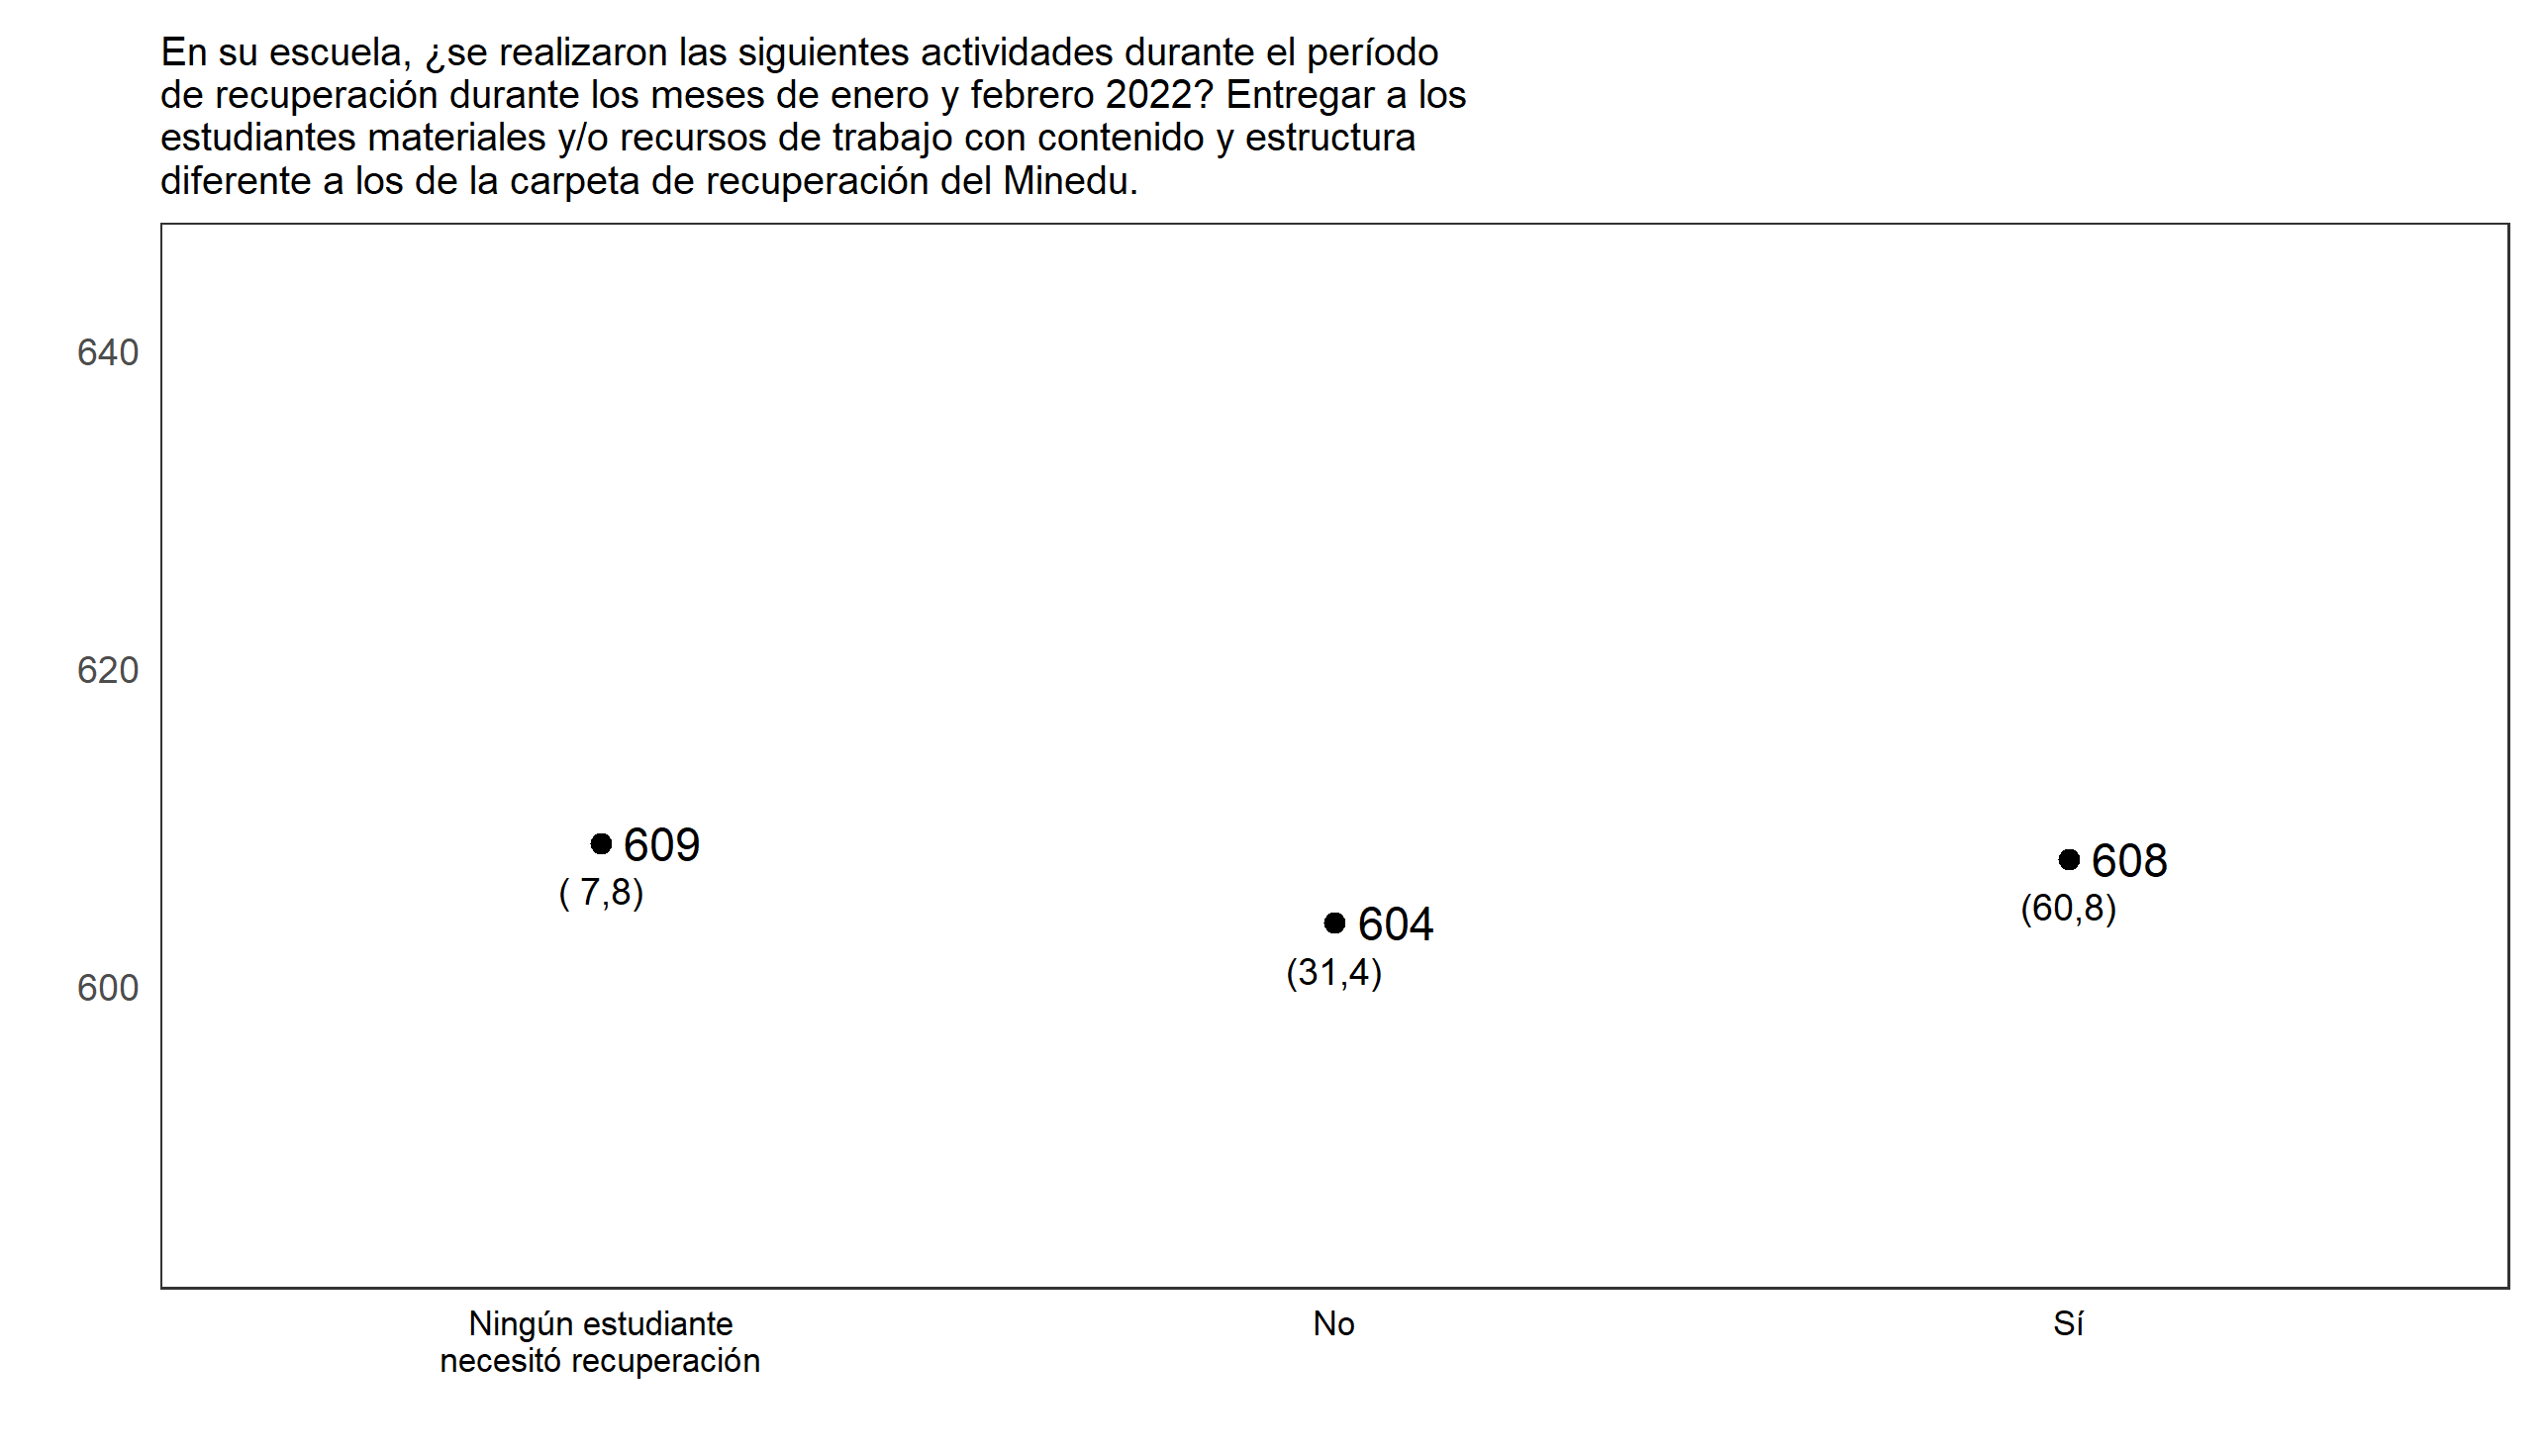 En su escuela, ¿se realizaron las siguientes actividades durante el período
de recuperación durante los meses de enero y febrero 2022? Entregar a los
estudiantes materiales y/o recursos de trabajo con contenido y estructura
diferente a los de la carpeta de recuperación del Minedu.
640
620
600
609
( 7,8)
604
(31,4)
608
(60,8)
Ningún estudiante
necesitó recuperación
No
Sí